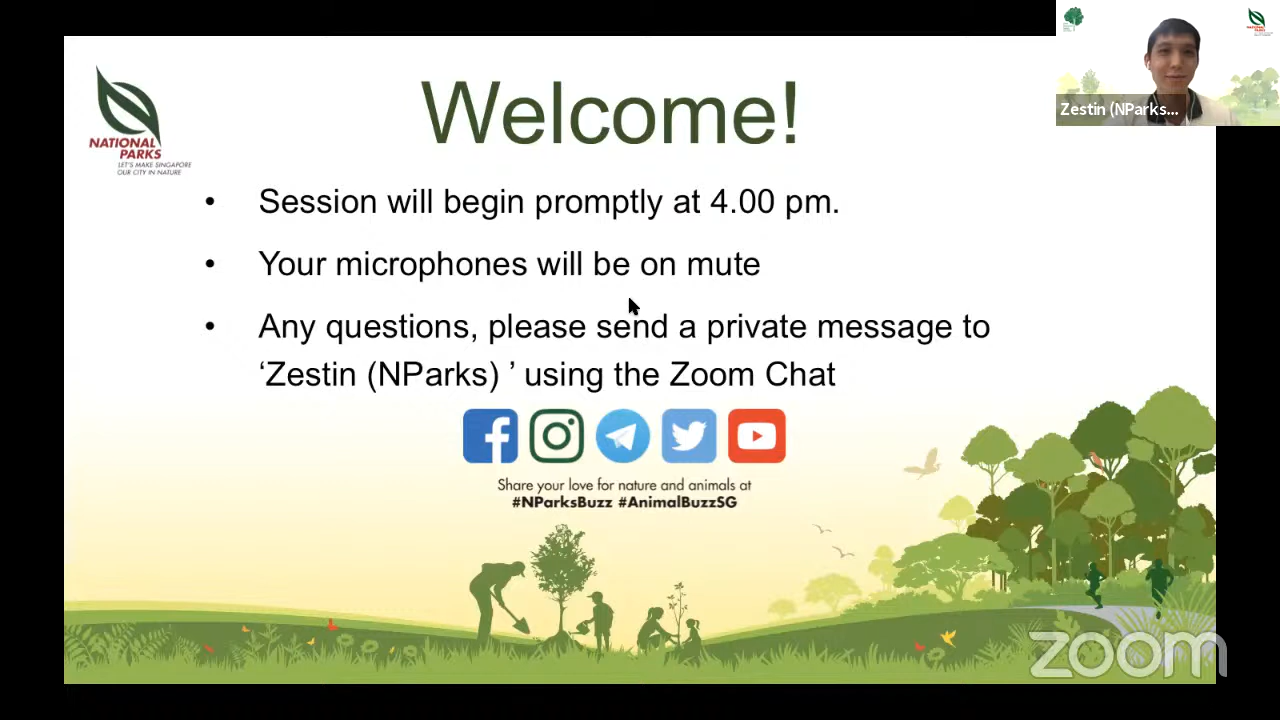 Welcome!
NATIONAL
PARKS
LET'S MAKE SINGAPORE
OUR CITY IN NATURE
• Session will begin promptly at 4.00 pm.
• Your microphones will be on mute
• Any questions, please send a private message to
‘Zestin (NParks) ’ using the Zoom Chat
Share your love for nature and animals at
#NParksBuzz #AnimalBuzzSG
Zestin (NParks...
NATIONAL
PARKS
zoom